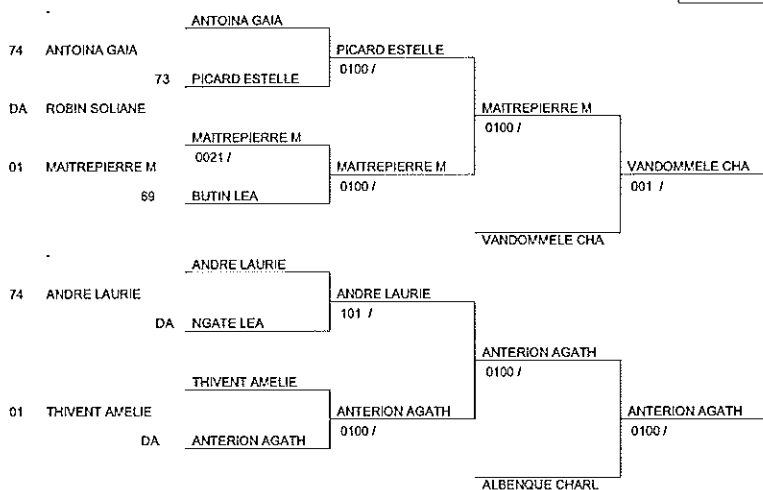 -
ANTOINA GAIA
74 ANTOINA GAIA
PICARD ESTELLE
0100 /
73 PICARD ESTELLE
DA ROBIN SOLIANE
MAITREPIERRE M
0100 /
MAITREPIERRE M
0021 /
01 MAITREPIERRE M
MAITREPIERRE M
0100 /
VANDOMMELE CHA
001 /
69 BUTIN LEA
VANDOMMELE CHA
-
ANDRE LAURIE
74 ANDRE LAURIE
ANDRE LAURIE
101 /
DA NGATE LEA
ANTERION AGATH
0100 /
THIVENT AMELIE
01 THIVENT AMELIE
ANTERION AGATH
0100 /
ANTERION AGATH
0100 /
DA ANTERION AGATH
ALBENQUE CHARL